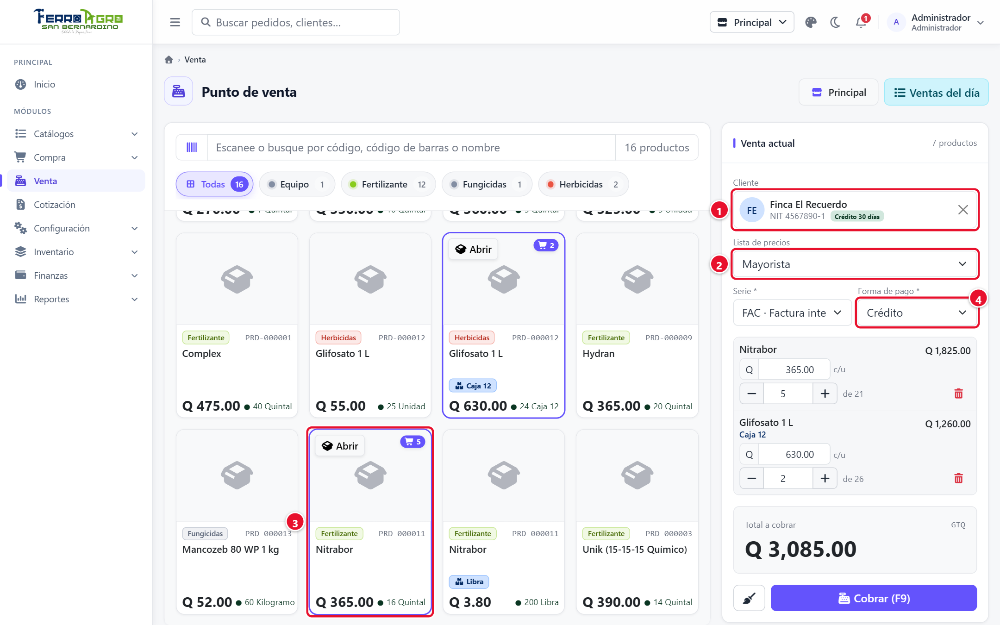 FERRO AGRO
SAN BERNARDINO
Buscar pedidos, clientes...
Principal
1
A
Administrador
Administrador
PRINCIPAL
Inicio
MÓDULOS
Catálogos
Compra
Venta
Cotización
Configuración
Inventario
Finanzas
Reportes
› Venta
Punto de venta
Principal
Ventas del día
Escanee o busque por código, código de barras o nombre
16 productos
Todas 16
Equipo 1
Fertilizante 12
Fungicidas 1
Herbicidas 2
Fertilizante PRD-000001
Complex
Q 475.00 40 Quintal
Herbicidas PRD-000012
Glifosato 1 L
Q 55.00 25 Unidad
Abrir 2
Herbicidas PRD-000012
Glifosato 1 L
Caja 12
Q 630.00 24 Caja 12
Fertilizante PRD-000009
Hydran
Q 365.00 20 Quintal
Fungicidas PRD-000013
Mancozeb 80 WP 1 kg
Q 52.00 60 Kilogramo
3
Abrir 5
Fertilizante PRD-000011
Nitrabor
Q 365.00 16 Quintal
Fertilizante PRD-000011
Nitrabor
Libra
Q 3.80 200 Libra
Fertilizante PRD-000003
Unik (15-15-15 Químico)
Q 390.00 14 Quintal
Venta actual 7 productos
Cliente
1
FE
Finca El Recuerdo
NIT 4567890-1 Crédito 30 días
Lista de precios
2
Mayorista
Serie *
FAC · Factura inte
Forma de pago *
4
Crédito
Nitrabor Q 1,825.00
Q 365.00 c/u
5 de 21
Glifosato 1 L Q 1,260.00
Caja 12
Q 630.00 c/u
2 de 26
Total a cobrar GTQ
Q 3,085.00
Cobrar (F9)